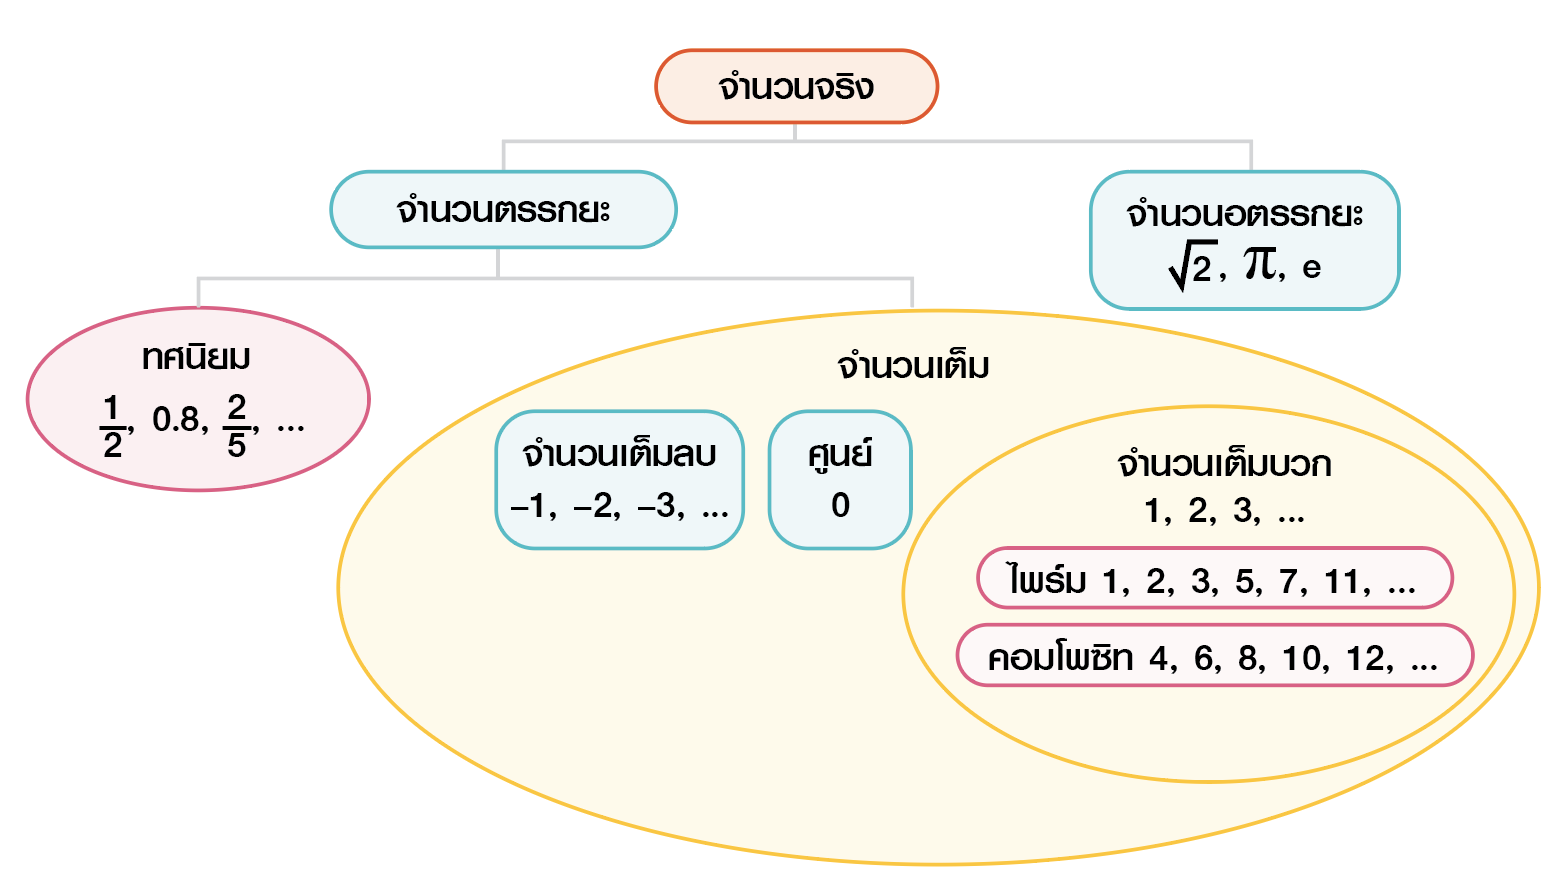 จำนวนจริง
จำนวนตรรกยะ
จำนวนอตรรกยะ
√2, π, e
ทศนิยม
1/2, 0.8, 2/5, ...
จำนวนเต็ม
จำนวนเต็มลบ
–1, –2, –3, ...
ศูนย์
0
จำนวนเต็มบวก
1, 2, 3, ...
ไพร์ม 1, 2, 3, 5, 7, 11, ...
คอมโพซิท 4, 6, 8, 10, 12, ...